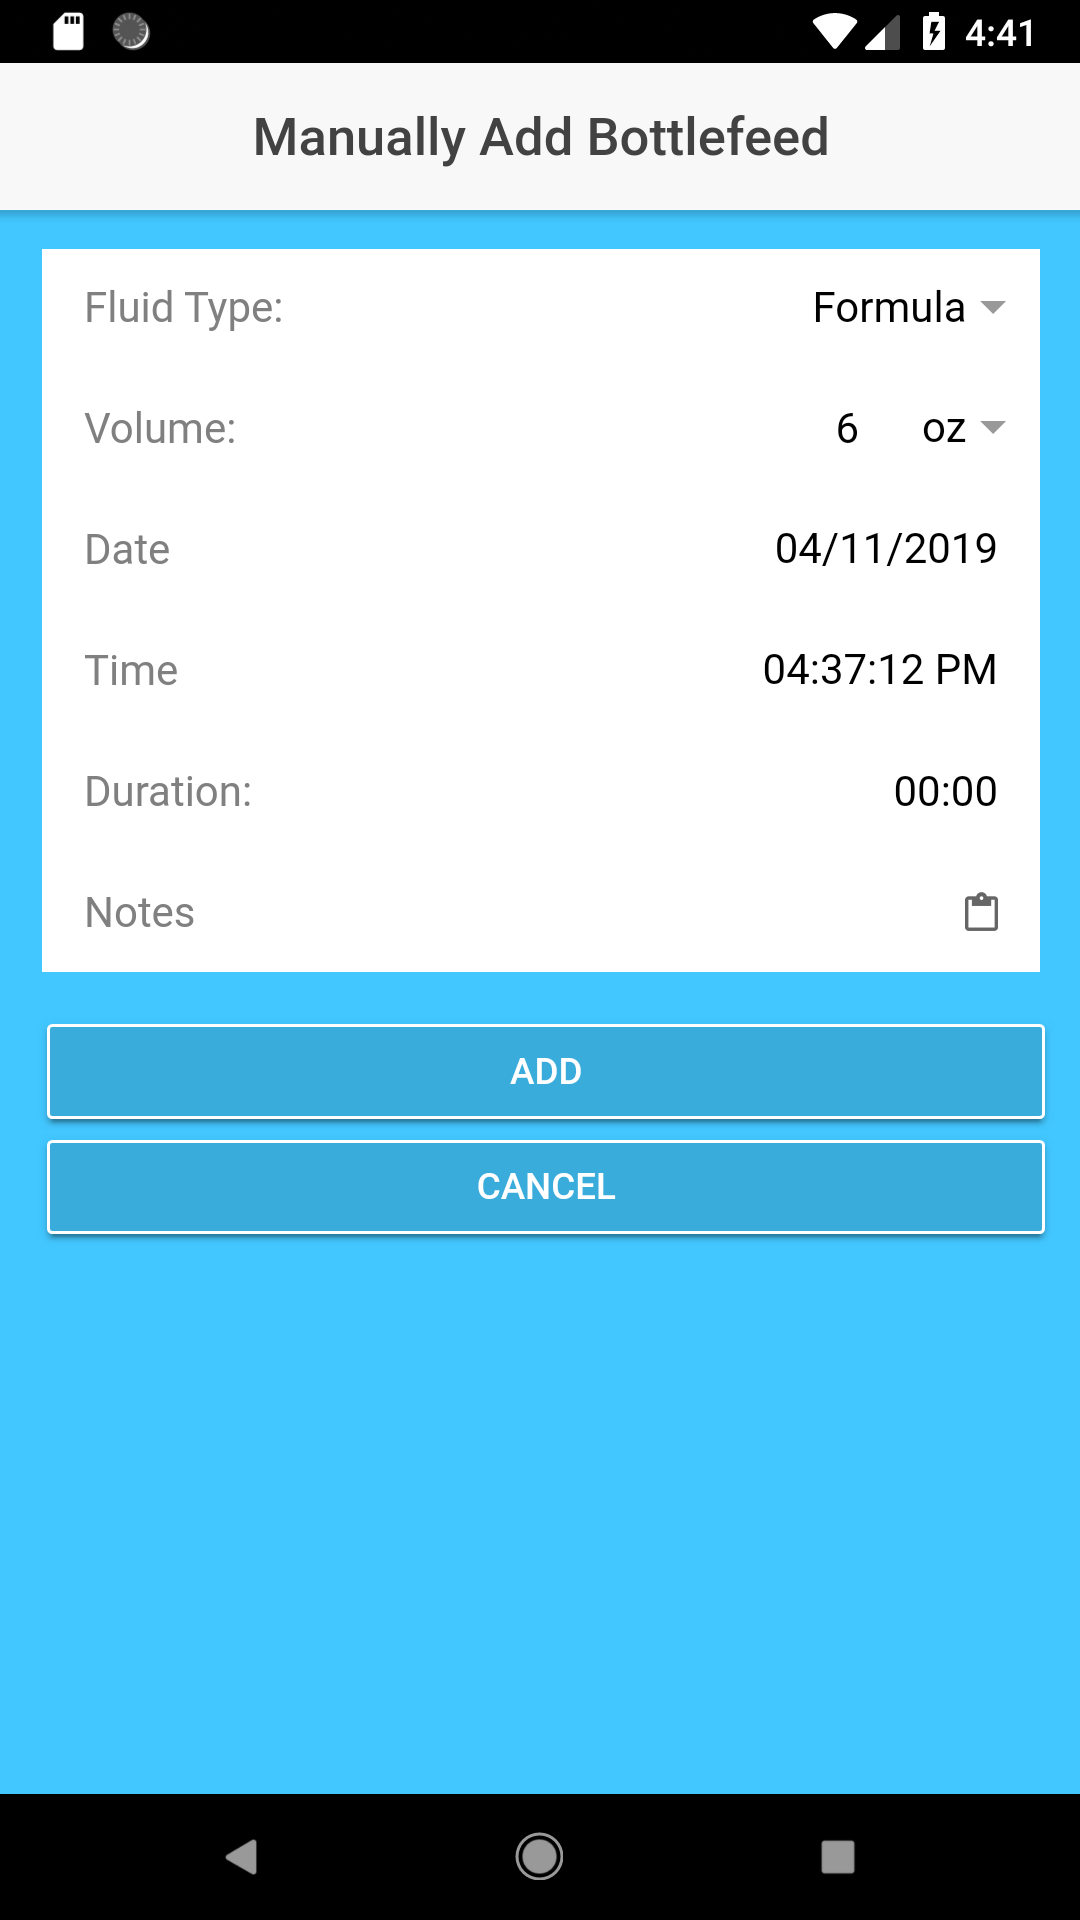 4:41
Manually Add Bottlefeed
Fluid Type: Formula
Volume: 6 oz
Date 04/11/2019
Time 04:37:12 PM
Duration: 00:00
Notes
ADD
CANCEL